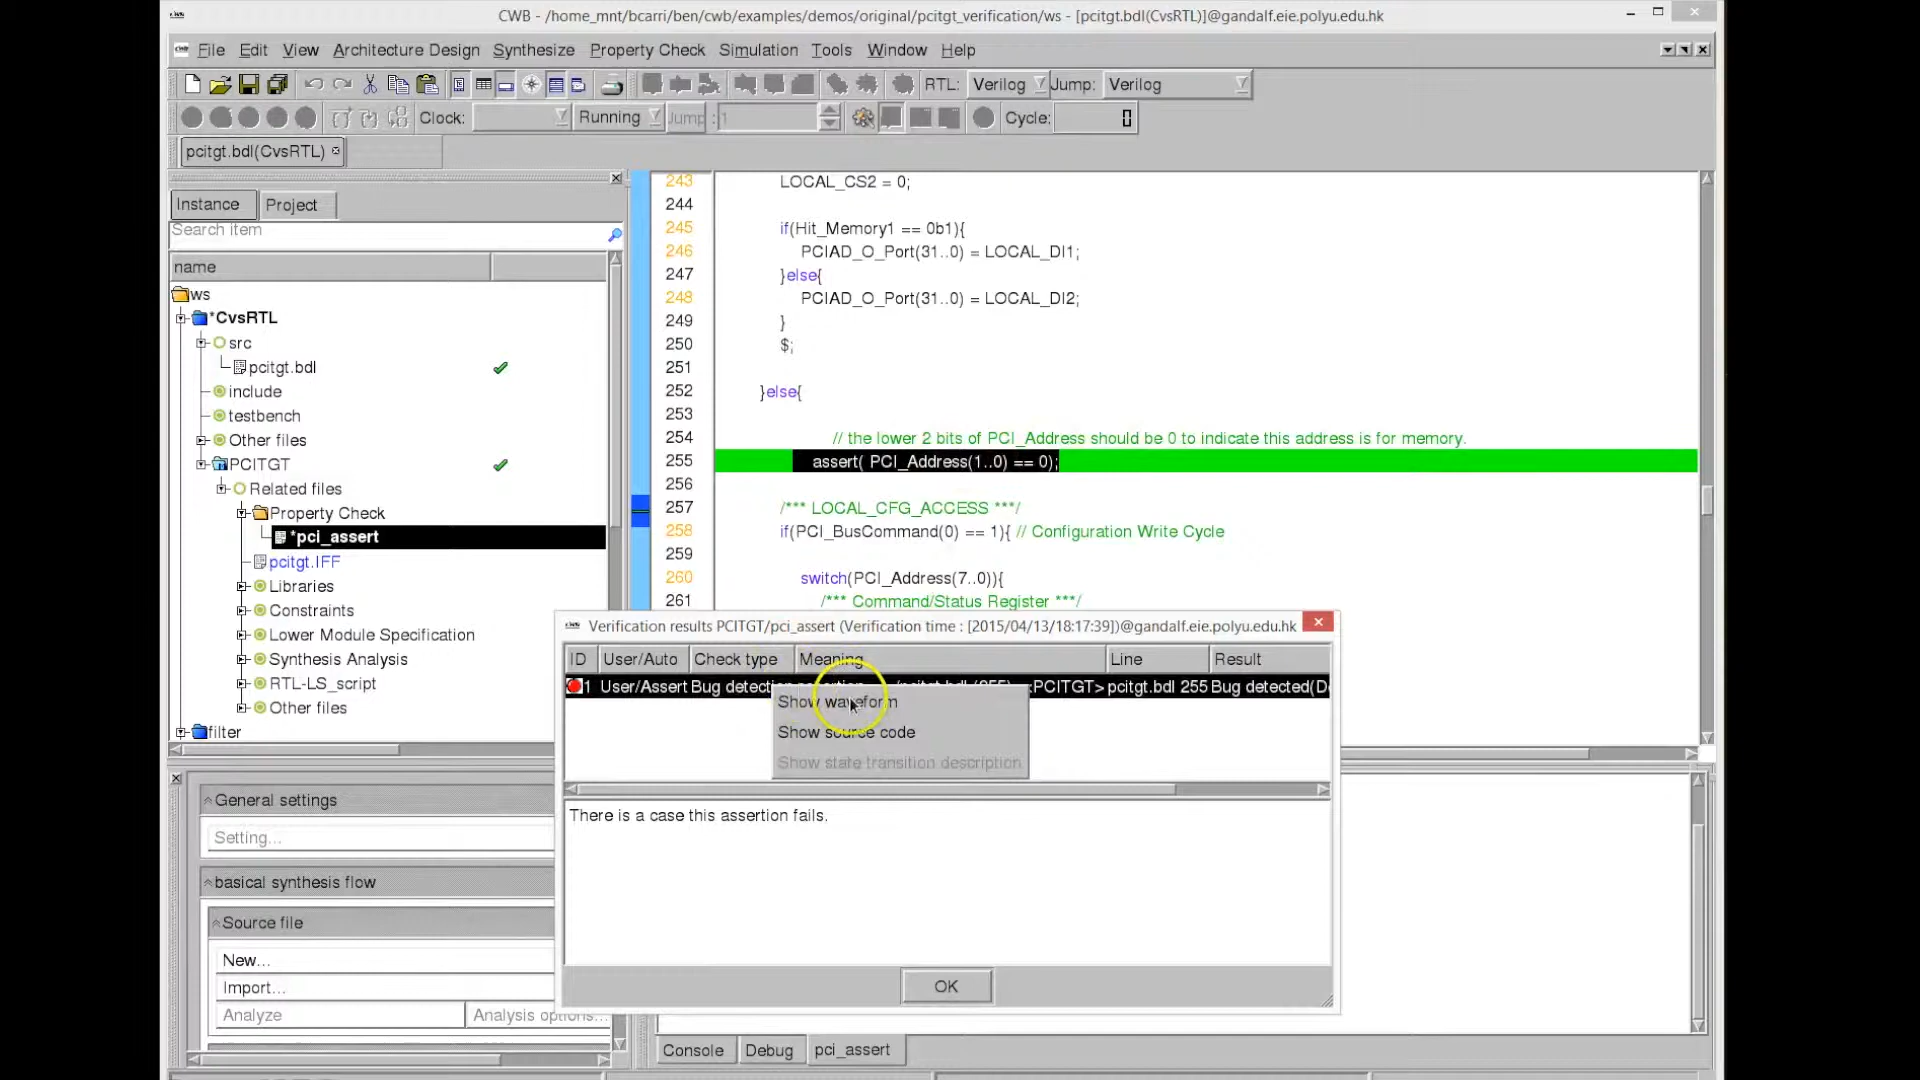 CWB - /home_mnt/bcarri/ben/cwb/examples/demos/original/pcitgt_verification/ws - [pcitgt.bdl(CvsRTL)]@gandalf.eie.polyu.edu.hk
File Edit View Architecture Design Synthesize Property Check Simulation Tools Window Help
RTL: Verilog Jump: Verilog
Clock: Running Jump : 1 Cycle: 0
pcitgt.bdl(CvsRTL)
Instance Project
Search item
name
ws
*CvsRTL
src
pcitgt.bdl
include
testbench
Other files
PCITGT
Related files
Property Check
*pci_assert
pcitgt.IFF
Libraries
Constraints
Lower Module Specification
Synthesis Analysis
RTL-LS_script
Other files
filter
243 LOCAL_CS2 = 0;
244
245 if(Hit_Memory1 == 0b1){
246 PCIAD_O_Port(31..0) = LOCAL_DI1;
247 }else{
248 PCIAD_O_Port(31..0) = LOCAL_DI2;
249 }
250 $;
251
252 }else{
253
254 // the lower 2 bits of PCI_Address should be 0 to indicate this address is for memory.
255 assert( PCI_Address(1..0) == 0);
256
257 /*** LOCAL_CFG_ACCESS ***/
258 if(PCI_BusCommand(0) == 1){ // Configuration Write Cycle
259
260 switch(PCI_Address(7..0)){
261 /*** Command/Status Register ***/
Verification results PCITGT/pci_assert (Verification time : [2015/04/13/18:17:39])@gandalf.eie.polyu.edu.hk
ID User/Auto Check type Meaning Line Result
1 User/Assert Bug detection <PCITGT> pcitgt.bdl 255 Bug detected(D
Show waveform
Show source code
Show state transition description
There is a case this assertion fails.
OK
General settings
Setting...
basical synthesis flow
Source file
New...
Import...
Analyze Analysis options...
Console Debug pci_assert